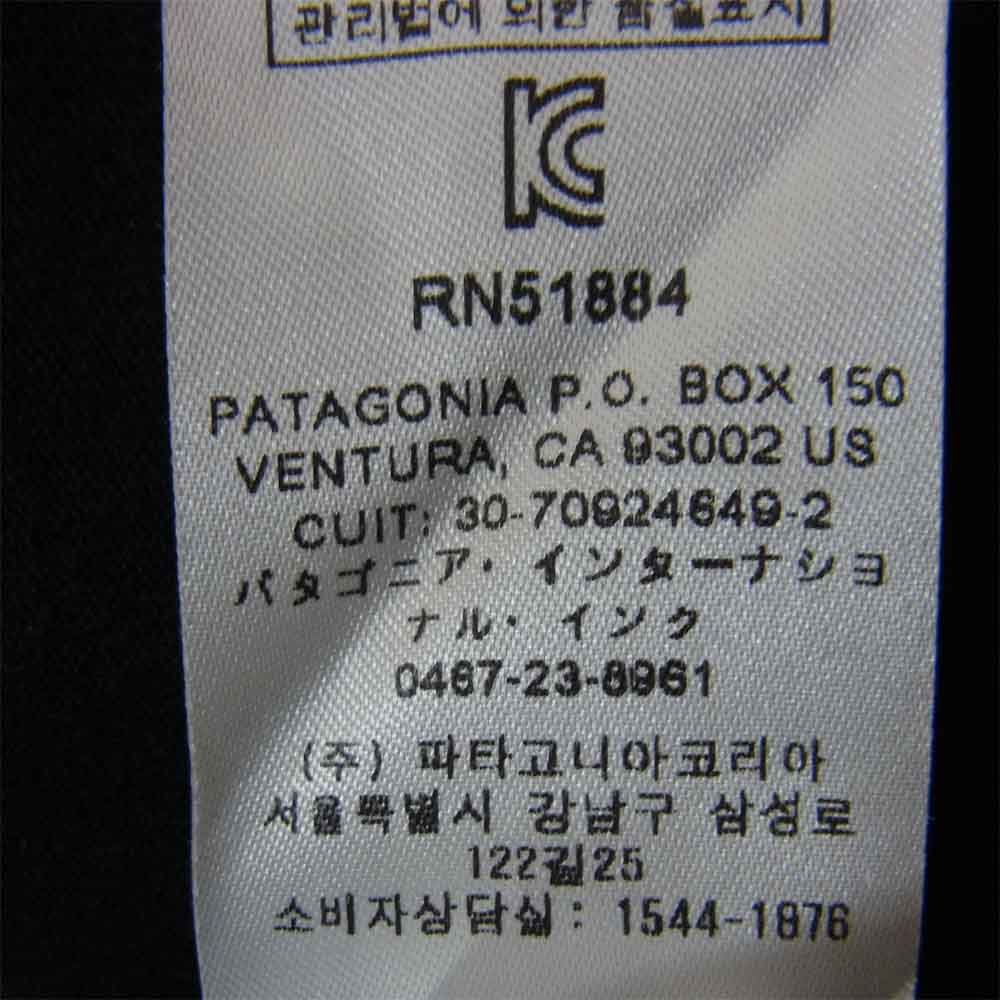 관리법에 의한 품질표시
KC
RN51884
PATAGONIA P.O. BOX 150
VENTURA, CA 93002 US
CUIT: 30-70924649-2
パタゴニア・インターナショ
ナル・インク
0467-23-8961
(주) 파타고니아코리아
서울특별시 강남구 삼성로
122길25
소비자상담실: 1544-1876